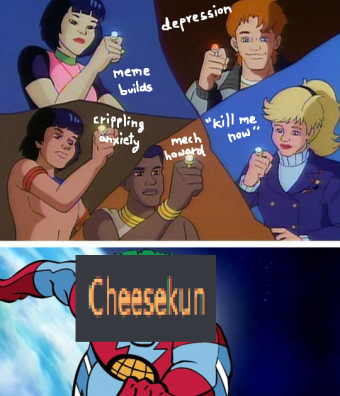 depression
meme
builds
crippling
anxiety
mech
howard
"kill me
now"
Cheesekun